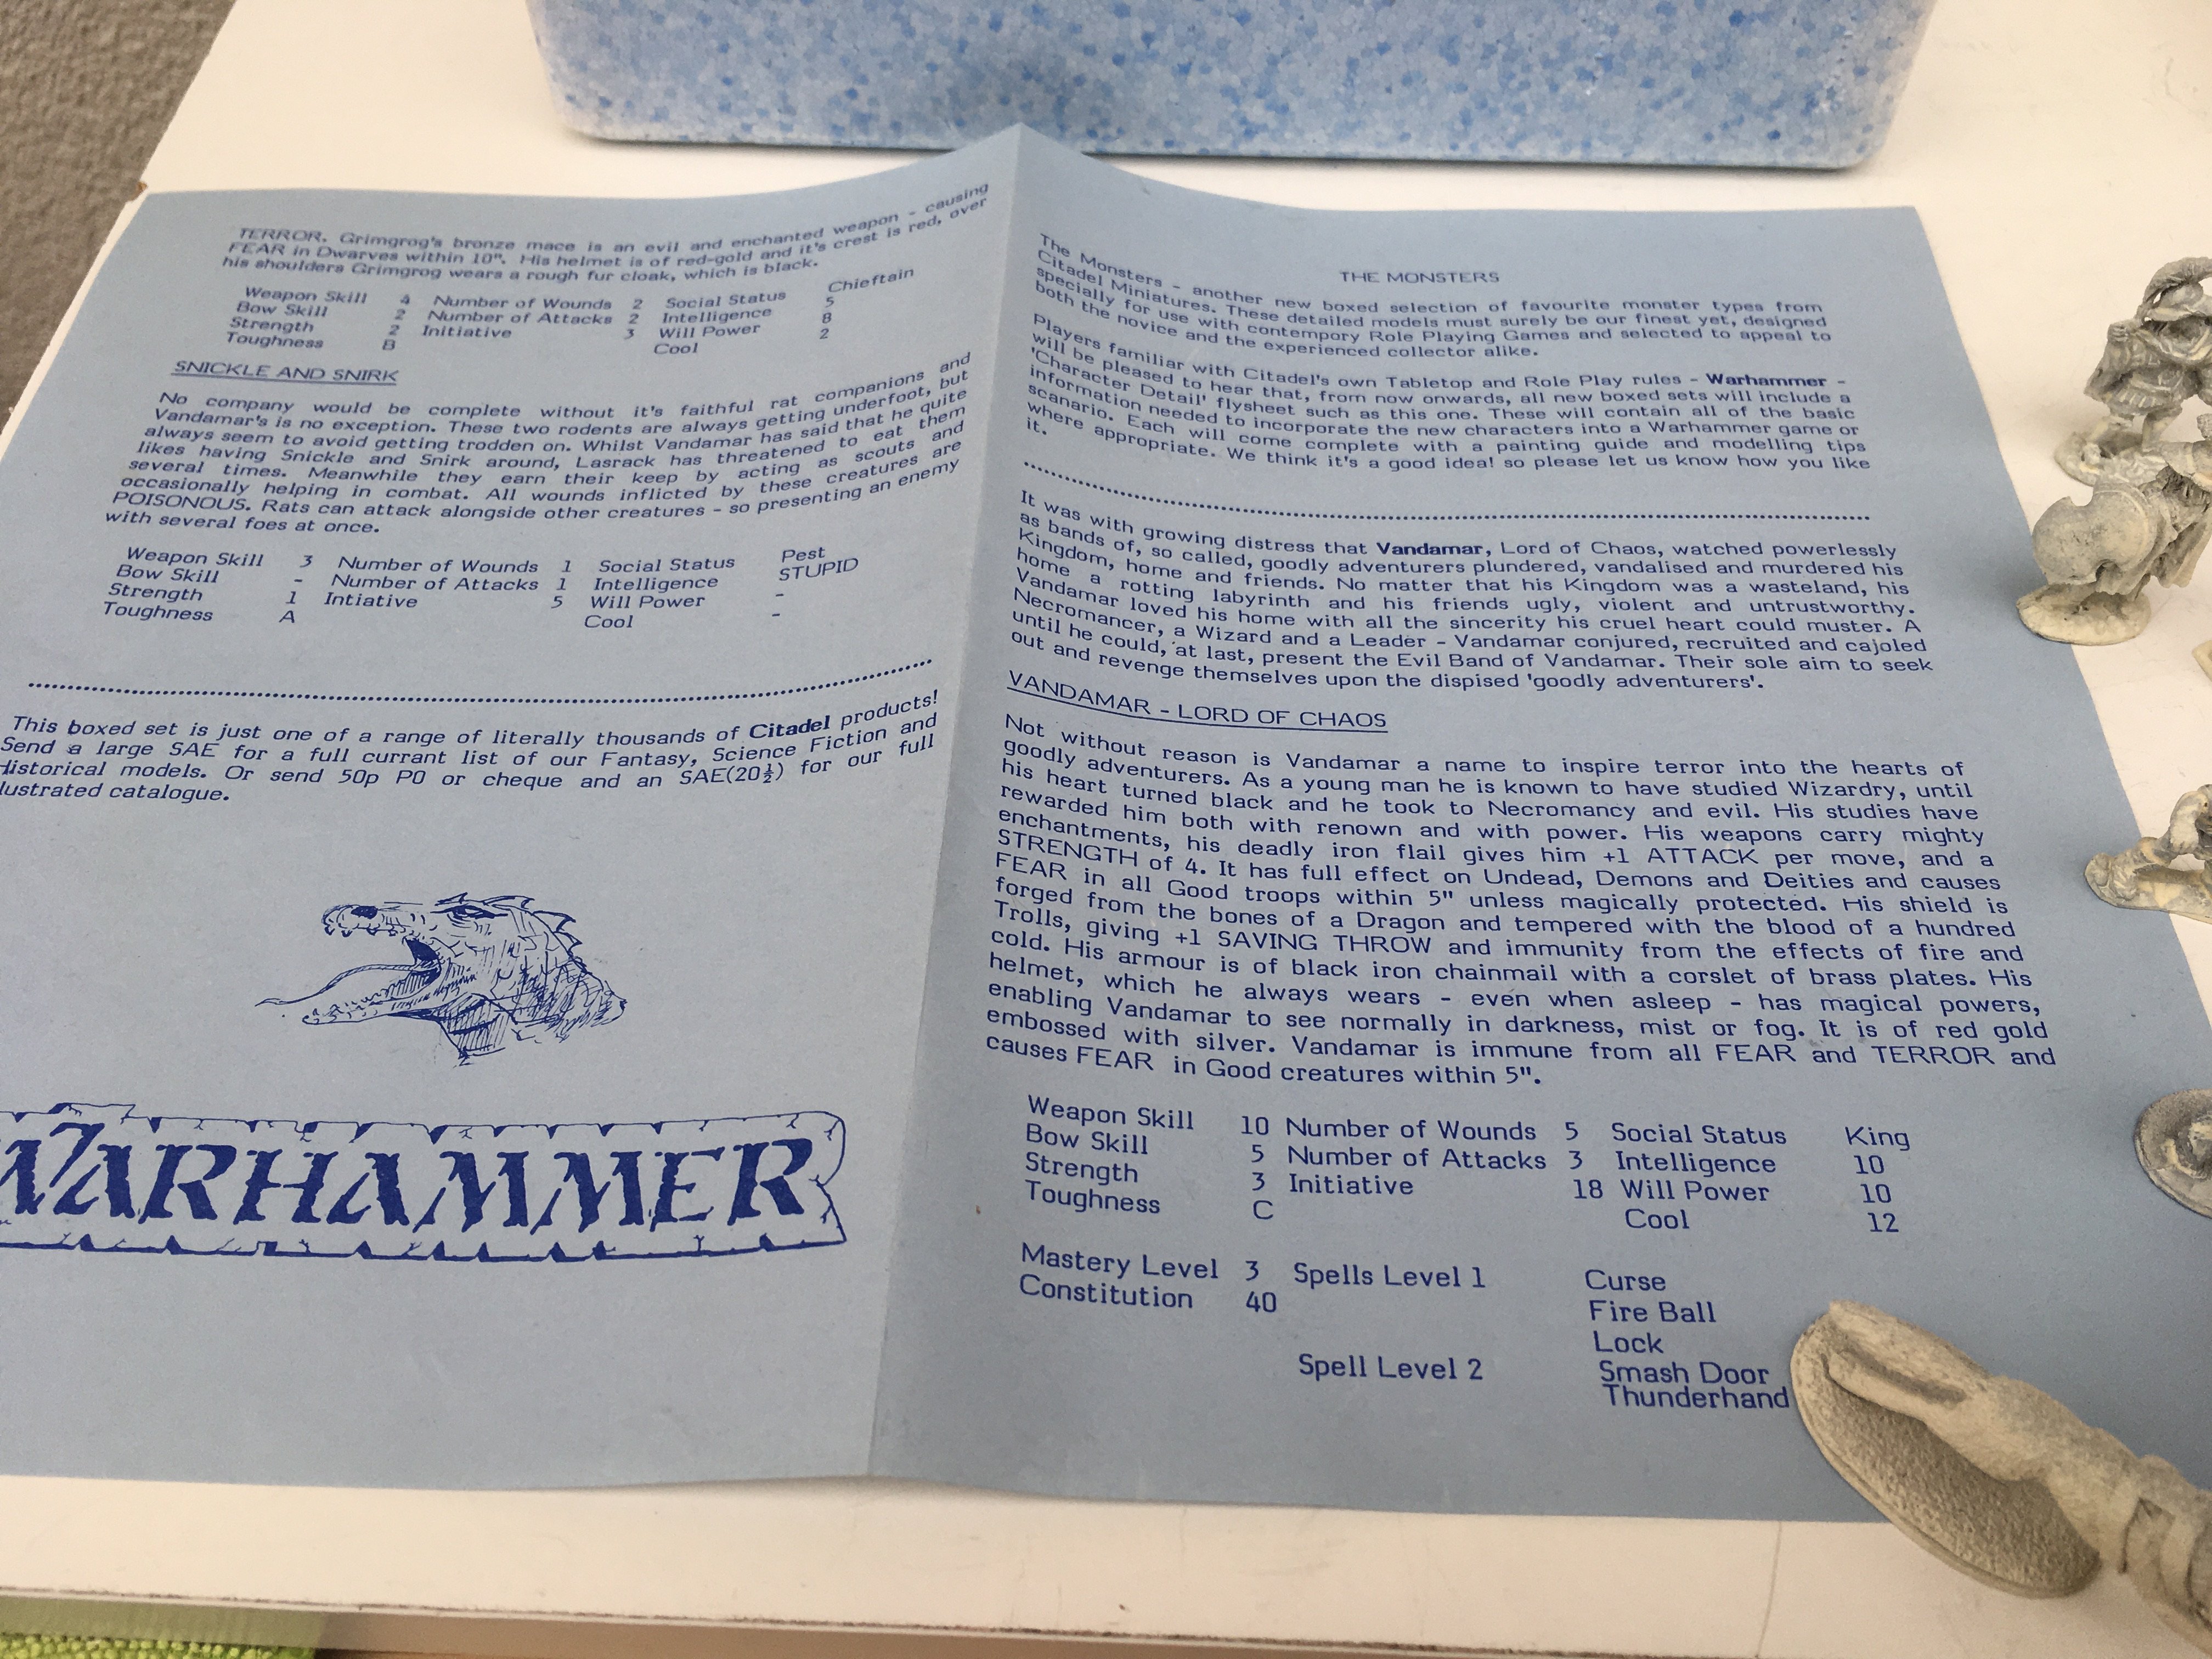 TERROR. Grimgrog's bronze mace is an evil and enchanted weapon - causing
FEAR in Dwarves within 10". His helmet is of red-gold and it's crest is red, over
his shoulders Grimgrog wears a rough fur cloak, which is black.
Weapon Skill 4 Number of Wounds 2 Social Status Chieftain
Bow Skill 2 Number of Attacks 2 Intelligence 5
Strength 2 Initiative 3 Will Power 8
Toughness B Cool 2
SNICKLE AND SNIRK
No company would be complete without it's faithful rat companions and
Vandamar's is no exception. These two rodents are always getting underfoot, but
always seem to avoid getting trodden on. Whilst Vandamar has said that he quite
likes having Snickle and Snirk around, Lasrack has threatened to eat them
several times. Meanwhile they earn their keep by acting as scouts and
occasionally helping in combat. All wounds inflicted by these creatures are
POISONOUS. Rats can attack alongside other creatures - so presenting an enemy
with several foes at once.
Weapon Skill 3 Number of Wounds 1 Social Status Pest
Bow Skill - Number of Attacks 1 Intelligence STUPID
Strength 1 Intiative 5 Will Power -
Toughness A Cool -
This boxed set is just one of a range of literally thousands of Citadel products!
Send a large SAE for a full currant list of our Fantasy, Science Fiction and
Historical models. Or send 50p PO or cheque and an SAE(20½) for our full
lustrated catalogue.
WARHAMMER
THE MONSTERS
The Monsters - another new boxed selection of favourite monster types from
Citadel Miniatures. These detailed models must surely be our finest yet, designed
specially for use with contempory Role Playing Games and selected to appeal to
both the novice and the experienced collector alike.
Players familiar with Citadel's own Tabletop and Role Play rules - Warhammer -
will be pleased to hear that, from now onwards, all new boxed sets will include a
'Character Detail' flysheet such as this one. These will contain all of the basic
information needed to incorporate the new characters into a Warhammer game or
scanario. Each will come complete with a painting guide and modelling tips
where appropriate. We think it's a good idea! so please let us know how you like
it.
It was with growing distress that Vandamar, Lord of Chaos, watched powerlessly
as bands of, so called, goodly adventurers plundered, vandalised and murdered his
Kingdom, home and friends. No matter that his Kingdom was a wasteland, his
home a rotting labyrinth and his friends ugly, violent and untrustworthy.
Vandamar loved his home with all the sincerity his cruel heart could muster. A
Necromancer, a Wizard and a Leader - Vandamar conjured, recruited and cajoled
until he could, at last, present the Evil Band of Vandamar. Their sole aim to seek
out and revenge themselves upon the dispised 'goodly adventurers'.
VANDAMAR - LORD OF CHAOS
Not without reason is Vandamar a name to inspire terror into the hearts of
goodly adventurers. As a young man he is known to have studied Wizardry, until
his heart turned black and he took to Necromancy and evil. His studies have
rewarded him both with renown and with power. His weapons carry mighty
enchantments, his deadly iron flail gives him +1 ATTACK per move, and a
STRENGTH of 4. It has full effect on Undead, Demons and Deities and causes
FEAR in all Good troops within 5" unless magically protected. His shield is
forged from the bones of a Dragon and tempered with the blood of a hundred
Trolls, giving +1 SAVING THROW and immunity from the effects of fire and
cold. His armour is of black iron chainmail with a corslet of brass plates. His
helmet, which he always wears - even when asleep - has magical powers,
enabling Vandamar to see normally in darkness, mist or fog. It is of red gold
embossed with silver. Vandamar is immune from all FEAR and TERROR and
causes FEAR in Good creatures within 5".
Weapon Skill 10 Number of Wounds 5 Social Status King
Bow Skill 5 Number of Attacks 3 Intelligence 10
Strength 3 Initiative 18 Will Power 10
Toughness C Cool 12
Mastery Level 3 Spells Level 1 Curse
Constitution 40 Fire Ball
Lock
Spell Level 2 Smash Door
Thunderhand